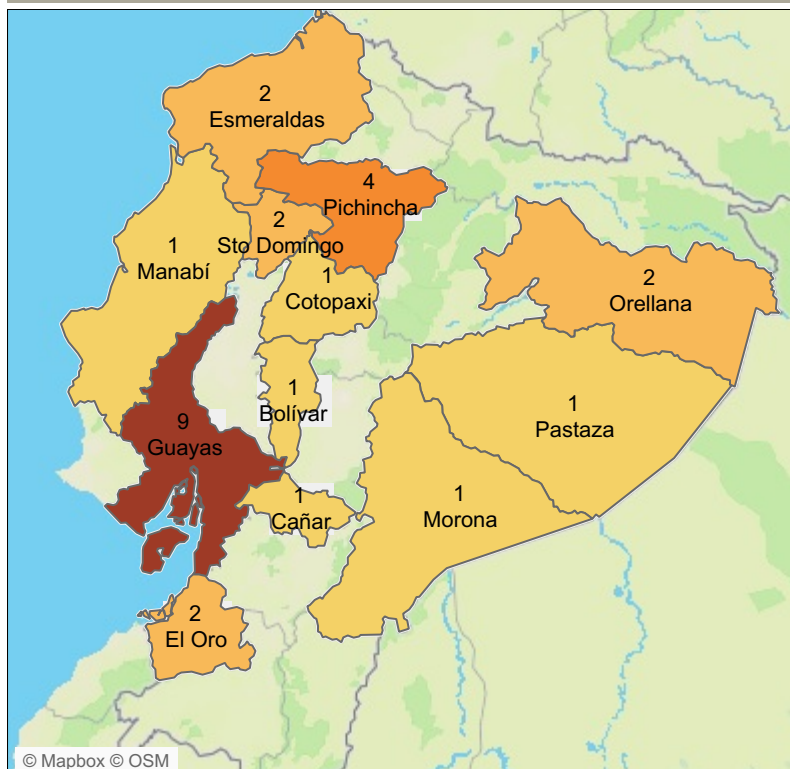 2
Esmeraldas
4
Pichincha
2
Sto Domingo
1
Manabí
1
Cotopaxi
2
Orellana
1
Bolívar
1
Pastaza
9
Guayas
1
Cañar
1
Morona
2
El Oro
© Mapbox © OSM